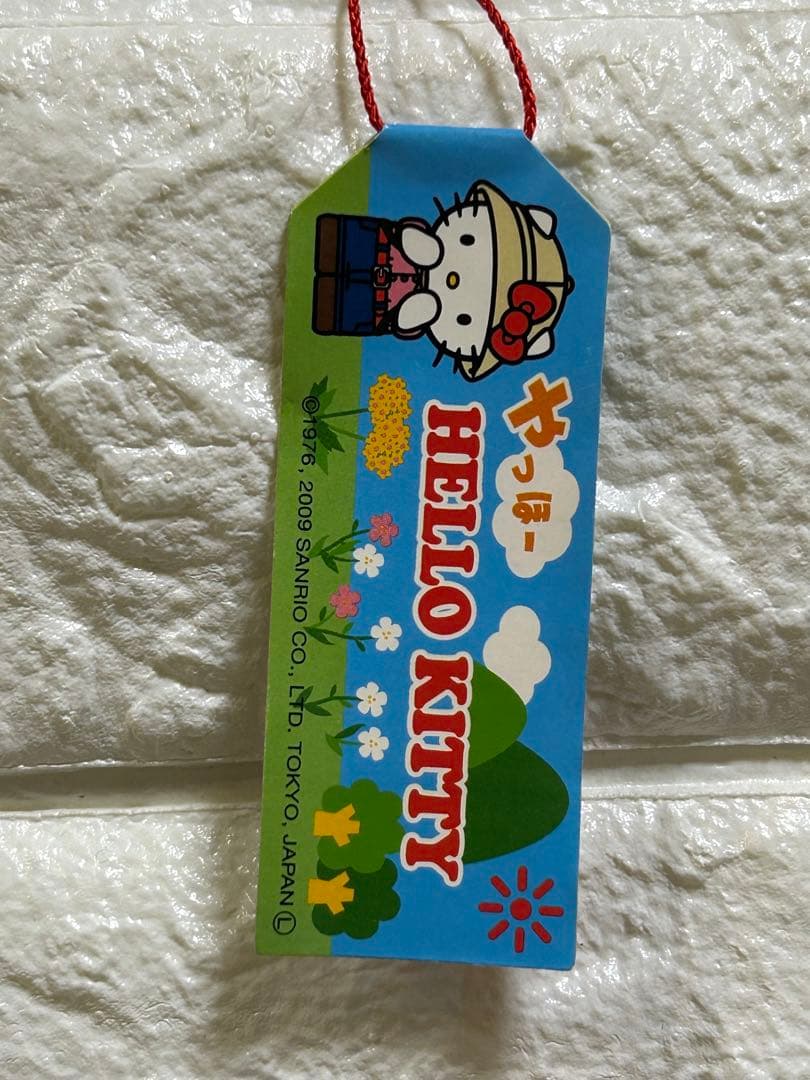 やっほー
HELLO KITTY
©1976, 2009 SANRIO CO., LTD. TOKYO, JAPAN Ⓛ